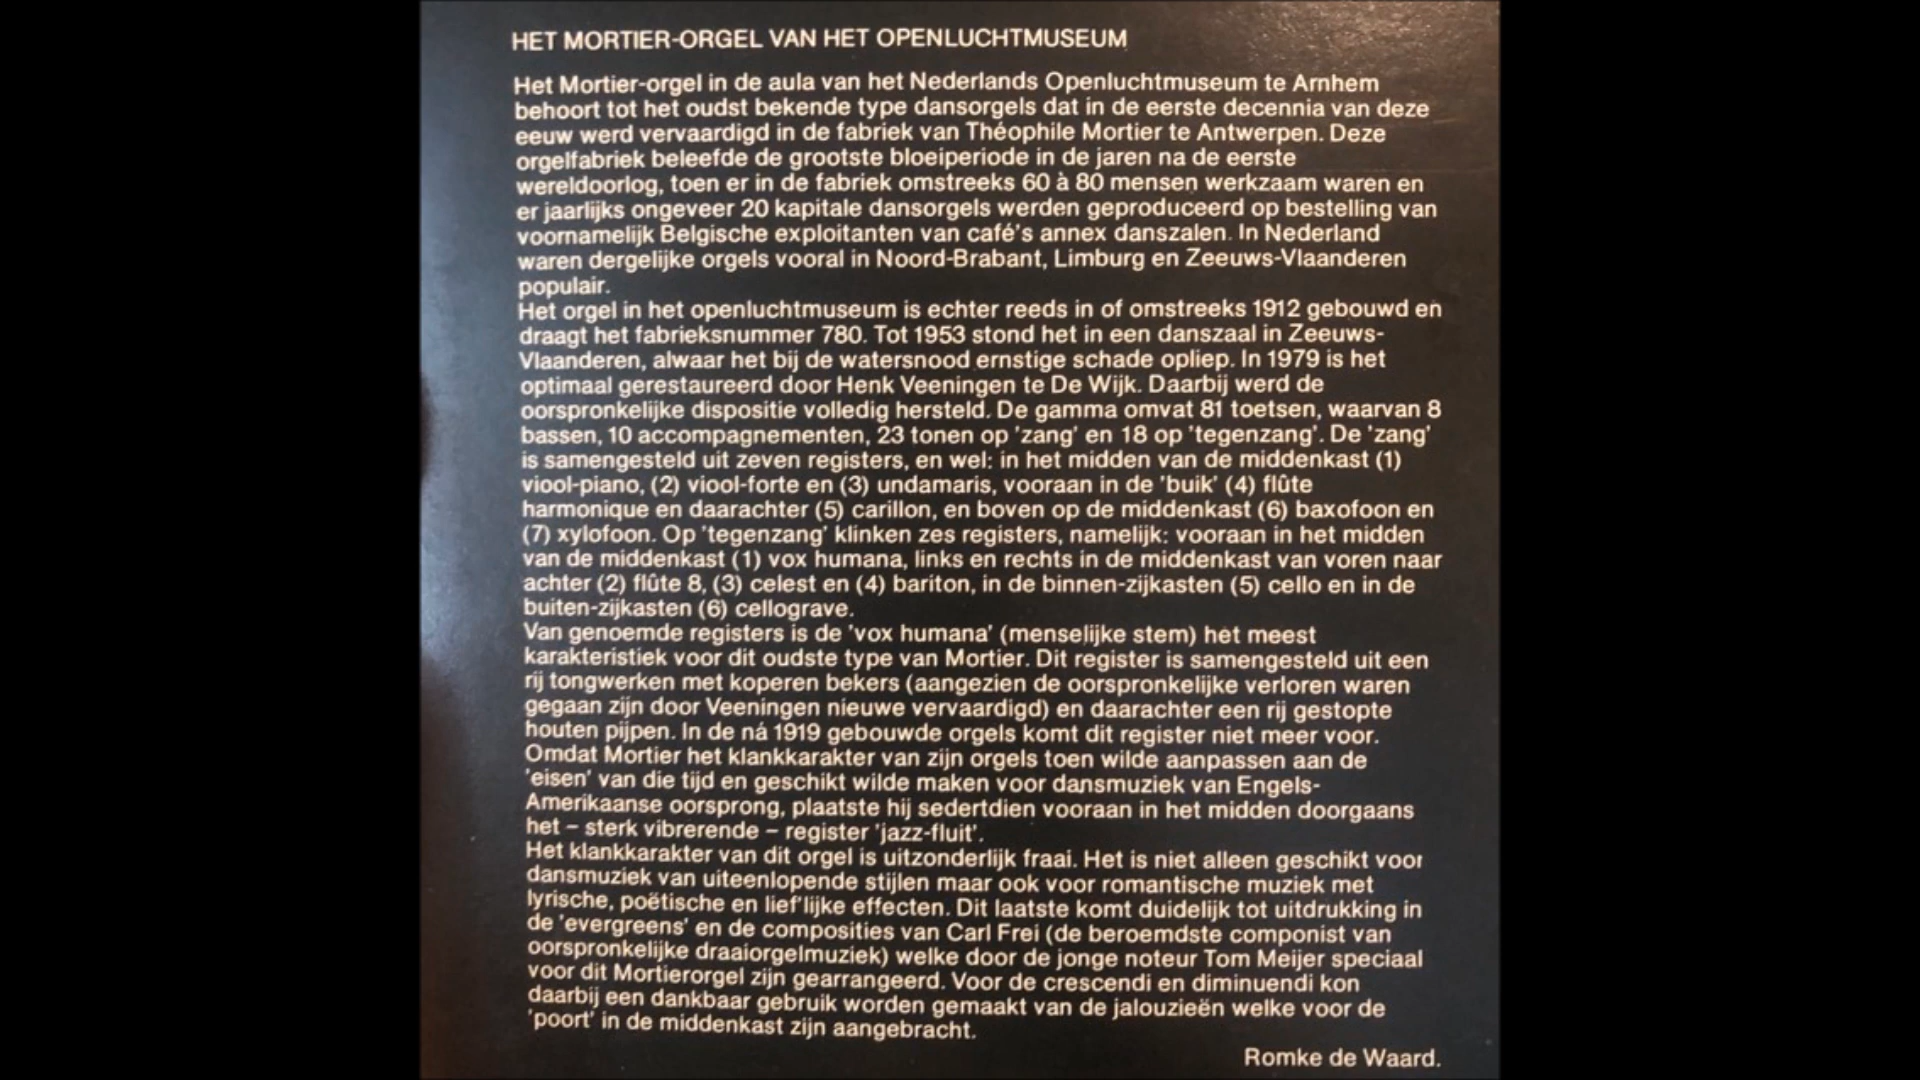 HET MORTIER-ORGEL VAN HET OPENLUCHTMUSEUM
Het Mortier-orgel in de aula van het Nederlands Openluchtmuseum te Arnhem
behoort tot het oudst bekende type dansorgels dat in de eerste decennia van deze
eeuw werd vervaardigd in de fabriek van Théophile Mortier te Antwerpen. Deze
orgelfabriek beleefde de grootste bloeiperiode in de jaren na de eerste
wereldoorlog, toen er in de fabriek omstreeks 60 à 80 mensen werkzaam waren en
er jaarlijks ongeveer 20 kapitale dansorgels werden geproduceerd op bestelling van
voornamelijk Belgische exploitanten van café's annex danszalen. In Nederland
waren dergelijke orgels vooral in Noord-Brabant, Limburg en Zeeuws-Vlaanderen
populair.
Het orgel in het openluchtmuseum is echter reeds in of omstreeks 1912 gebouwd en
draagt het fabrieksnummer 780. Tot 1953 stond het in een danszaal in Zeeuws-
Vlaanderen, alwaar het bij de watersnood ernstige schade opliep. In 1979 is het
optimaal gerestaureerd door Henk Veeningen te De Wijk. Daarbij werd de
oorspronkelijke dispositie volledig hersteld. De gamma omvat 81 toetsen, waarvan 8
bassen, 10 accompagnementen, 23 tonen op 'zang' en 18 op 'tegenzang'. De 'zang'
is samengesteld uit zeven registers, en wel: in het midden van de middenkast (1)
viool-piano, (2) viool-forte en (3) undamaris, vooraan in de 'buik' (4) flûte
harmonique en daarachter (5) carillon, en boven op de middenkast (6) baxofoon en
(7) xylofoon. Op 'tegenzang' klinken zes registers, namelijk: vooraan in het midden
van de middenkast (1) vox humana, links en rechts in de middenkast van voren naar
achter (2) flûte 8, (3) celest en (4) bariton, in de binnen-zijkasten (5) cello en in de
buiten-zijkasten (6) cellograve.
Van genoemde registers is de 'vox humana' (menselijke stem) het meest
karakteristiek voor dit oudste type van Mortier. Dit register is samengesteld uit een
rij tongwerken met koperen bekers (aangezien de oorspronkelijke verloren waren
gegaan zijn door Veeningen nieuwe vervaardigd) en daarachter een rij gestopte
houten pijpen. In de ná 1919 gebouwde orgels komt dit register niet meer voor.
Omdat Mortier het klankkarakter van zijn orgels toen wilde aanpassen aan de
'eisen' van die tijd en geschikt wilde maken voor dansmuziek van Engels-
Amerikaanse oorsprong, plaatste hij sedertdien vooraan in het midden doorgaans
het – sterk vibrerende – register 'jazz-fluit'.
Het klankkarakter van dit orgel is uitzonderlijk fraai. Het is niet alleen geschikt voor
dansmuziek van uiteenlopende stijlen maar ook voor romantische muziek met
lyrische, poëtische en lief'lijke effecten. Dit laatste komt duidelijk tot uitdrukking in
de 'evergreens' en de composities van Carl Frei (de beroemdste componist van
oorspronkelijke draaiorgelmuziek) welke door de jonge noteur Tom Meijer speciaal
voor dit Mortierorgel zijn gearrangeerd. Voor de crescendi en diminuendi kon
daarbij een dankbaar gebruik worden gemaakt van de jalouzieën welke voor de
'poort' in de middenkast zijn aangebracht.
Romke de Waard.